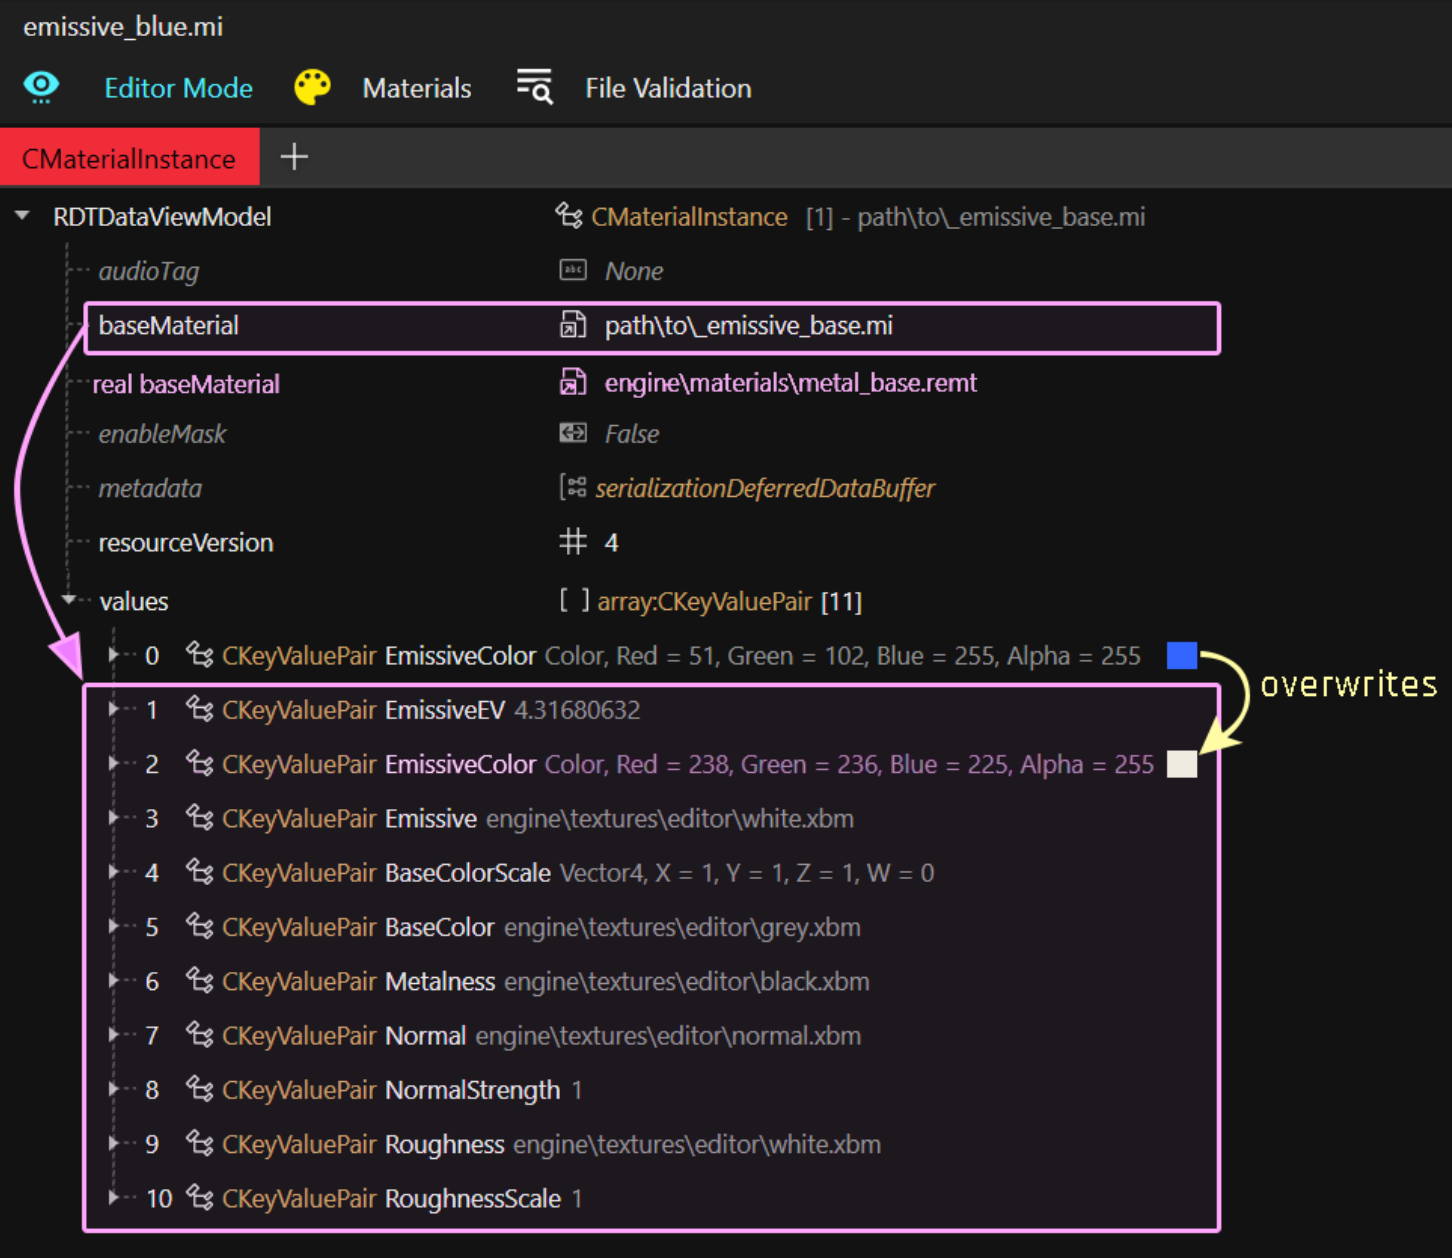 emissive_blue.mi
Editor Mode Materials File Validation
CMaterialInstance +
RDTDataViewModel CMaterialInstance [1] - path\to\_emissive_base.mi
audioTag abc None
baseMaterial path\to\_emissive_base.mi
real baseMaterial engine\materials\metal_base.remt
enableMask False
metadata serializationDeferredDataBuffer
resourceVersion 4
values [ ] array:CKeyValuePair [11]
0 CKeyValuePair EmissiveColor Color, Red = 51, Green = 102, Blue = 255, Alpha = 255
overwrites
1 CKeyValuePair EmissiveEV 4.31680632
2 CKeyValuePair EmissiveColor Color, Red = 238, Green = 236, Blue = 225, Alpha = 255
3 CKeyValuePair Emissive engine\textures\editor\white.xbm
4 CKeyValuePair BaseColorScale Vector4, X = 1, Y = 1, Z = 1, W = 0
5 CKeyValuePair BaseColor engine\textures\editor\grey.xbm
6 CKeyValuePair Metalness engine\textures\editor\black.xbm
7 CKeyValuePair Normal engine\textures\editor\normal.xbm
8 CKeyValuePair NormalStrength 1
9 CKeyValuePair Roughness engine\textures\editor\white.xbm
10 CKeyValuePair RoughnessScale 1